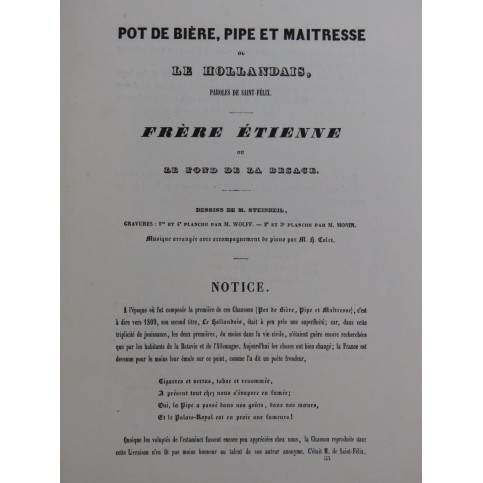 POT DE BIÈRE, PIPE ET MAITRESSE
OU
LE HOLLANDAIS,
PAROLES DE SAINT-FÉLIX.
FRÈRE ÉTIENNE
OU
LE FOND DE LA BESACE.
DESSINS DE M. STEINHEIL,
GRAVURES : 1re ET 4e PLANCHE PAR M. WOLFF. — 2e ET 3e PLANCHE PAR M. MONIN.
Musique arrangée avec accompagnement de piano par M. H. Colet.
NOTICE.
A l'époque où fut composée la première de ces Chansons (Pot de Bière, Pipe et Maîtresse), c'est
à dire vers 1809, son second titre, Le Hollandais, était à peu près une superfluité; car, dans cette
triplicité de jouissance, les deux premières, du moins dans la vie civile, n'étaient guère encore recherchées
que par les habitants de la Batavie et de l'Allemagne. Aujourd'hui les choses ont bien changé; la France est
devenue pour le moins leur émule sur ce point, comme l'a dit un poète frondeur,
Cigarres et vertus, tabac et renommée,
A présent tout chez nous s'évapore en fumée;
Oui, la Pipe a passé dans nos goûts, dans nos mœurs,
Et le Palais-Royal est en proie aux fumeurs!
Quoique les voluptés de l'estaminet fussent encore peu appréciées chez nous, la Chanson reproduite dans
cette Livraison n'en fit pas moins honneur au talent de son auteur anonyme. C'était M. de Saint-Félix,